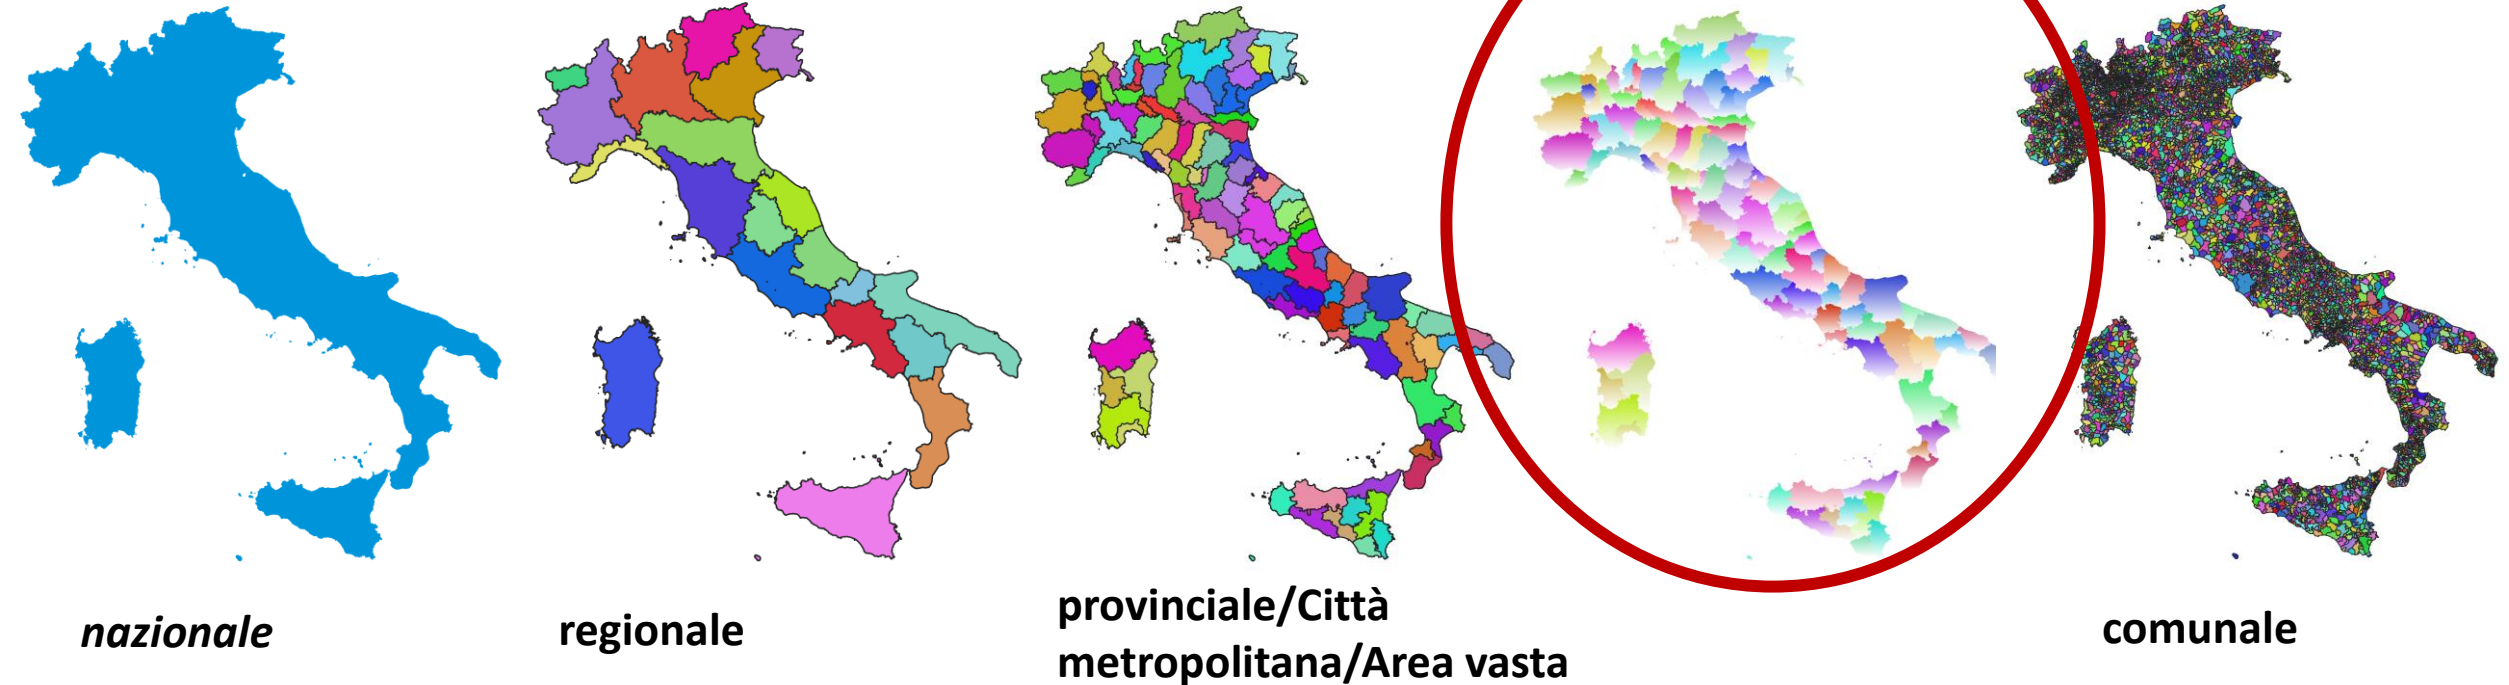 nazionale
regionale
provinciale/Città
metropolitana/Area vasta
comunale